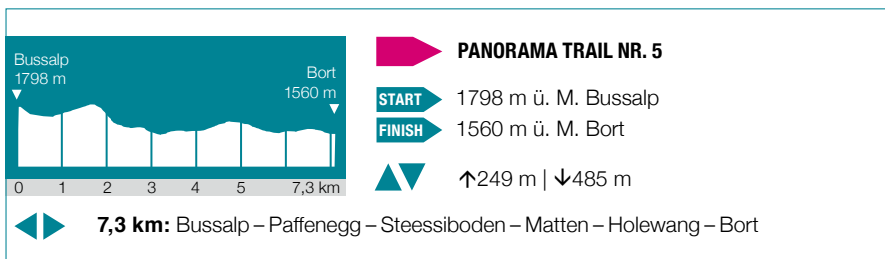 Bussalp
1798 m
Bort
1560 m
0 1 2 3 4 5 7,3 km
PANORAMA TRAIL NR. 5
START 1798 m ü. M. Bussalp
FINISH 1560 m ü. M. Bort
↑249 m | ↓485 m
7,3 km: Bussalp – Paffenegg – Steessiboden – Matten – Holewang – Bort